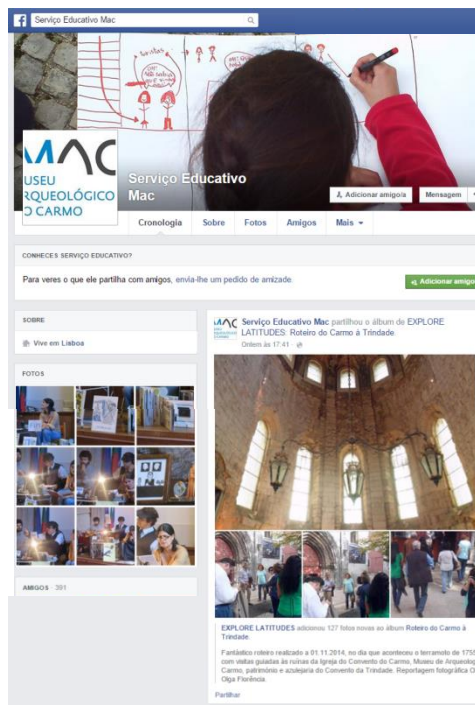 Serviço Educativo Mac
MAC
USEU
RQUEOLÓGICO
O CARMO
Serviço Educativo
Mac
Adicionar amigo/a
Mensagem
Cronologia Sobre Fotos Amigos Mais
CONHECES SERVIÇO EDUCATIVO?
Para veres o que ele partilha com amigos, envia-lhe um pedido de amizade.
Adicionar amigo
SOBRE
Vive em Lisboa
FOTOS
AMIGOS · 391
Serviço Educativo Mac partilhou o álbum de EXPLORE
LATITUDES: Roteiro do Carmo à Trindade.
Ontem às 17:41
EXPLORE LATITUDES adicionou 127 fotos novas ao álbum Roteiro do Carmo à
Trindade.
Fantástico roteiro realizado a 01.11.2014, no dia que aconteceu o terramoto de 1755
com visitas guiadas às ruínas da Igreja do Convento do Carmo, Museu de Arqueolog
Carmo, património e azulejaria do Convento da Trindade. Reportagem fotográfica O
Olga Florência.
Partilhar